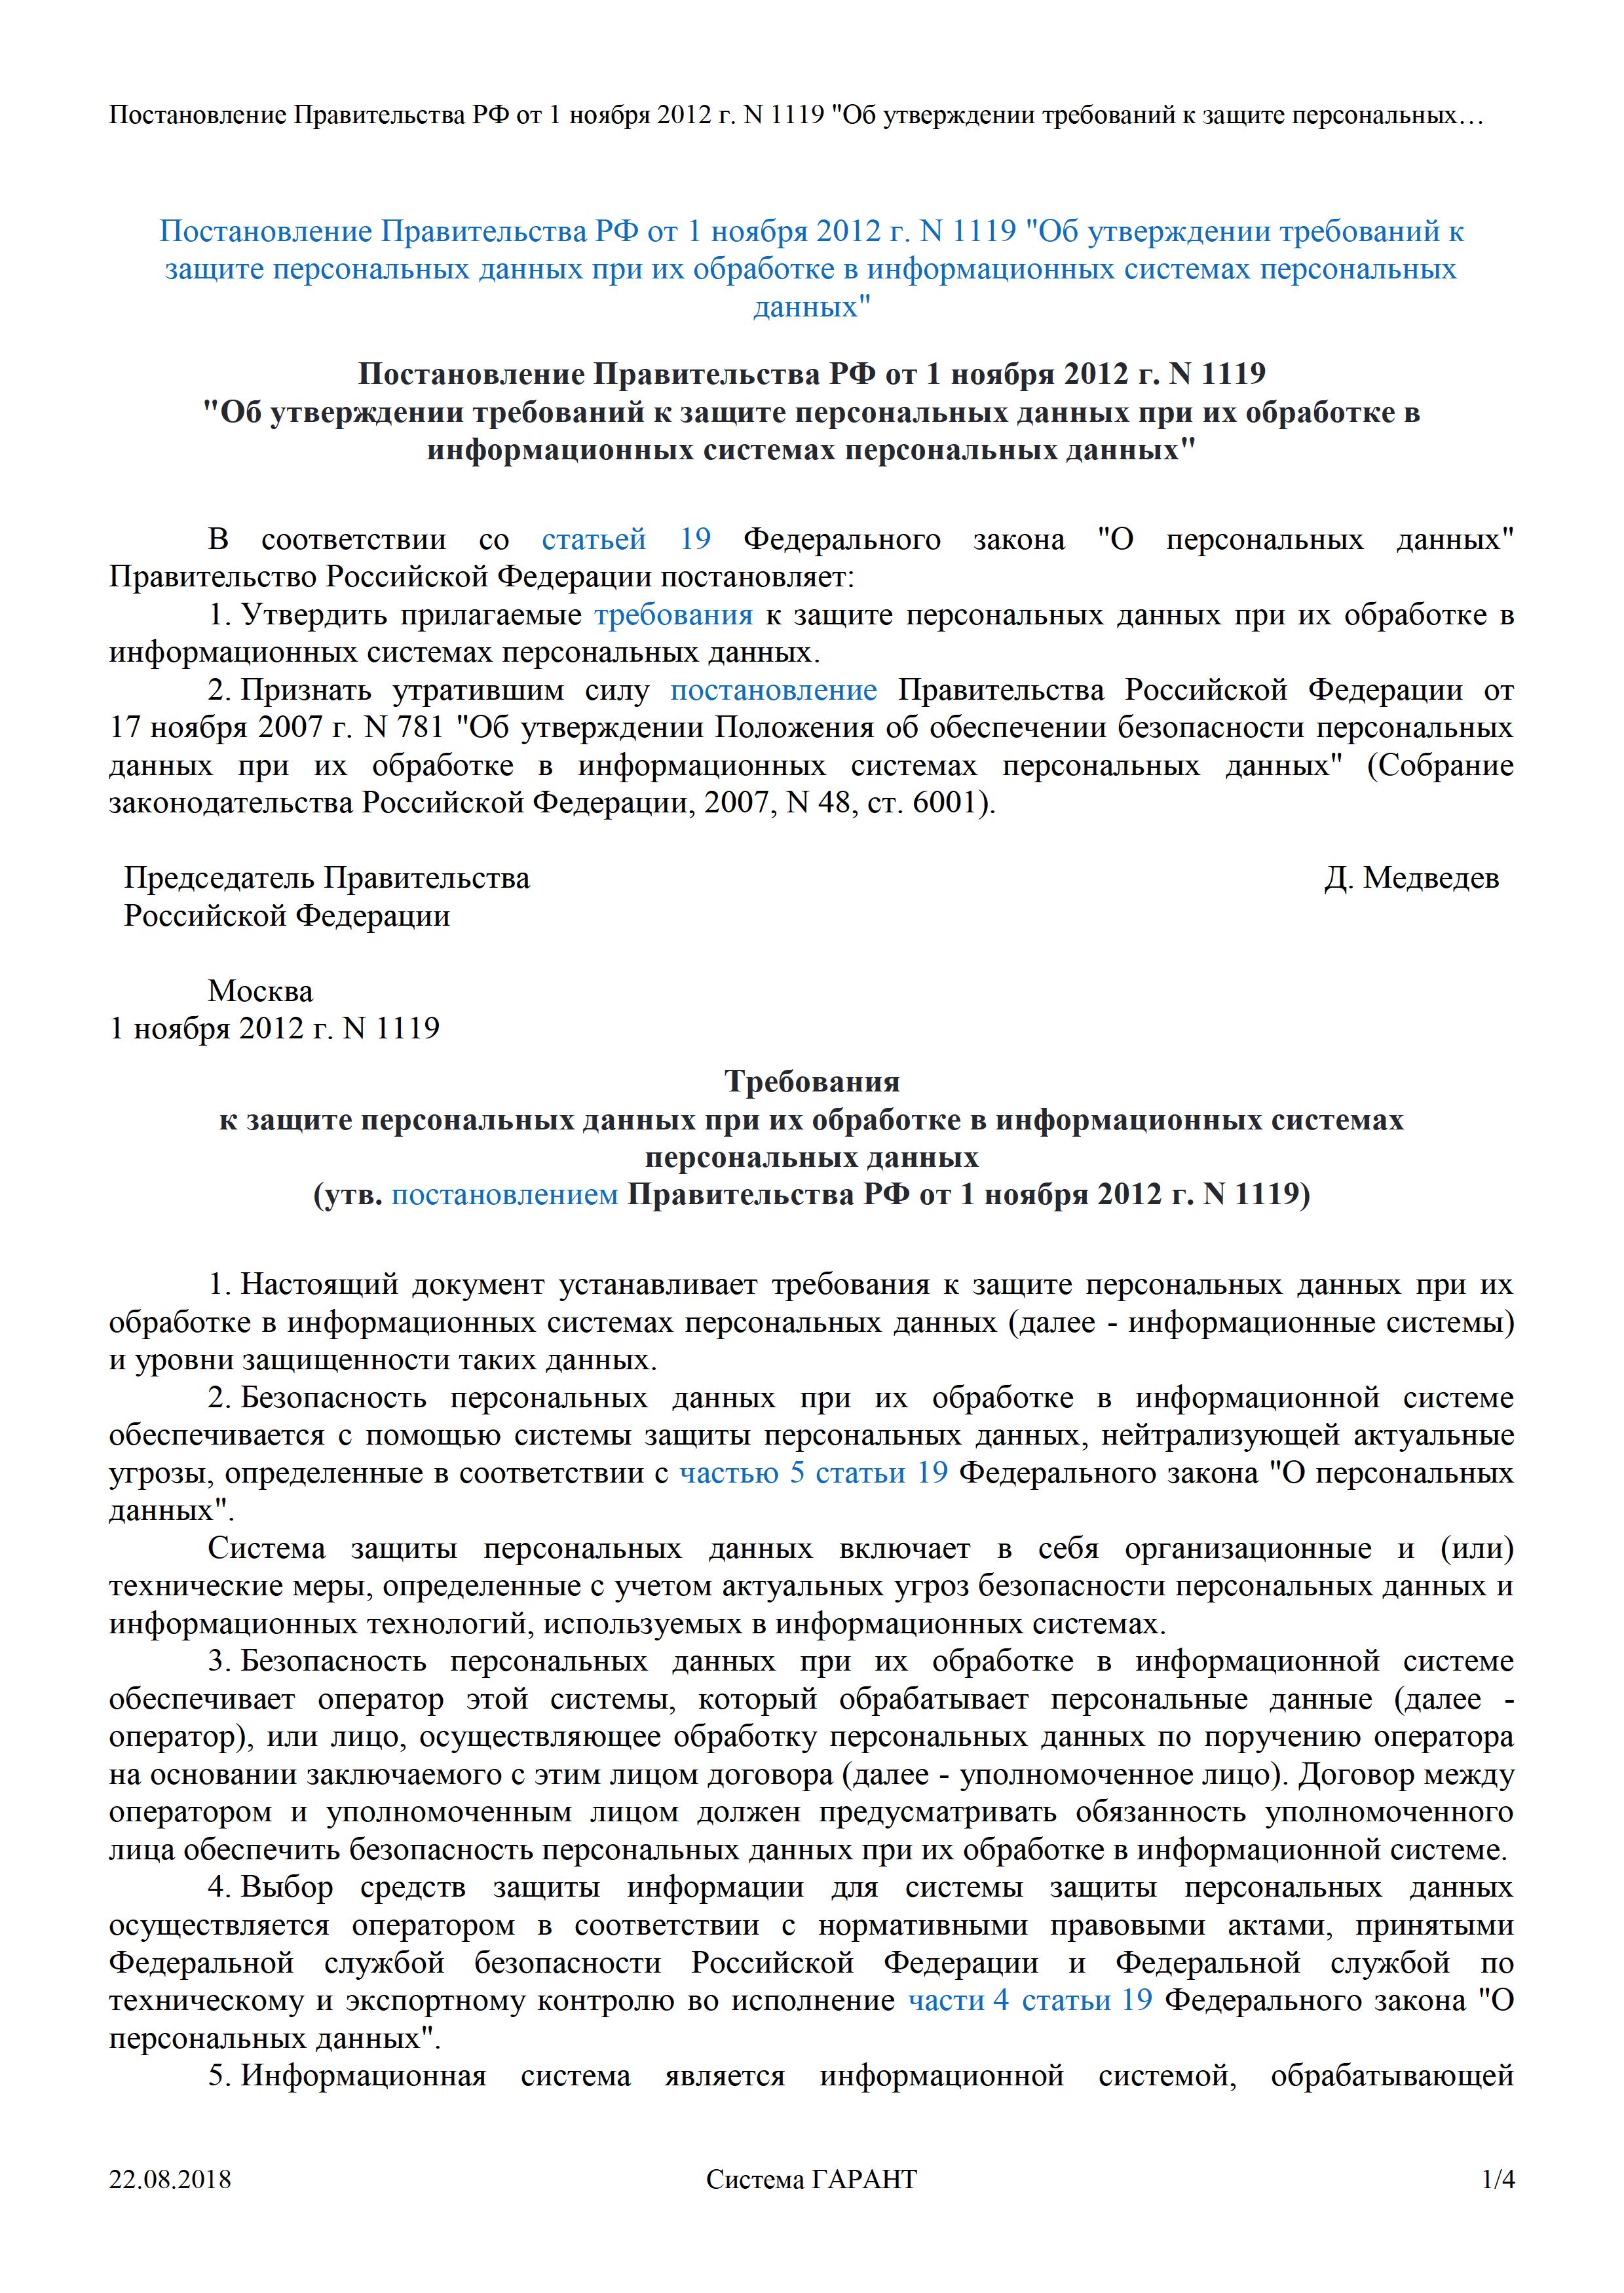 Постановление Правительства РФ от 1 ноября 2012 г. N 1119 "Об утверждении требований к защите персональных…
Постановление Правительства РФ от 1 ноября 2012 г. N 1119 "Об утверждении требований к
защите персональных данных при их обработке в информационных системах персональных
данных"
Постановление Правительства РФ от 1 ноября 2012 г. N 1119
"Об утверждении требований к защите персональных данных при их обработке в
информационных системах персональных данных"
В соответствии со статьей 19 Федерального закона "О персональных данных"
Правительство Российской Федерации постановляет:
1. Утвердить прилагаемые требования к защите персональных данных при их обработке в
информационных системах персональных данных.
2. Признать утратившим силу постановление Правительства Российской Федерации от
17 ноября 2007 г. N 781 "Об утверждении Положения об обеспечении безопасности персональных
данных при их обработке в информационных системах персональных данных" (Собрание
законодательства Российской Федерации, 2007, N 48, ст. 6001).
Председатель Правительства Д. Медведев
Российской Федерации
Москва
1 ноября 2012 г. N 1119
Требования
к защите персональных данных при их обработке в информационных системах
персональных данных
(утв. постановлением Правительства РФ от 1 ноября 2012 г. N 1119)
1. Настоящий документ устанавливает требования к защите персональных данных при их
обработке в информационных системах персональных данных (далее - информационные системы)
и уровни защищенности таких данных.
2. Безопасность персональных данных при их обработке в информационной системе
обеспечивается с помощью системы защиты персональных данных, нейтрализующей актуальные
угрозы, определенные в соответствии с частью 5 статьи 19 Федерального закона "О персональных
данных".
Система защиты персональных данных включает в себя организационные и (или)
технические меры, определенные с учетом актуальных угроз безопасности персональных данных и
информационных технологий, используемых в информационных системах.
3. Безопасность персональных данных при их обработке в информационной системе
обеспечивает оператор этой системы, который обрабатывает персональные данные (далее -
оператор), или лицо, осуществляющее обработку персональных данных по поручению оператора
на основании заключаемого с этим лицом договора (далее - уполномоченное лицо). Договор между
оператором и уполномоченным лицом должен предусматривать обязанность уполномоченного
лица обеспечить безопасность персональных данных при их обработке в информационной системе.
4. Выбор средств защиты информации для системы защиты персональных данных
осуществляется оператором в соответствии с нормативными правовыми актами, принятыми
Федеральной службой безопасности Российской Федерации и Федеральной службой по
техническому и экспортному контролю во исполнение части 4 статьи 19 Федерального закона "О
персональных данных".
5. Информационная система является информационной системой, обрабатывающей
22.08.2018 Система ГАРАНТ 1/4